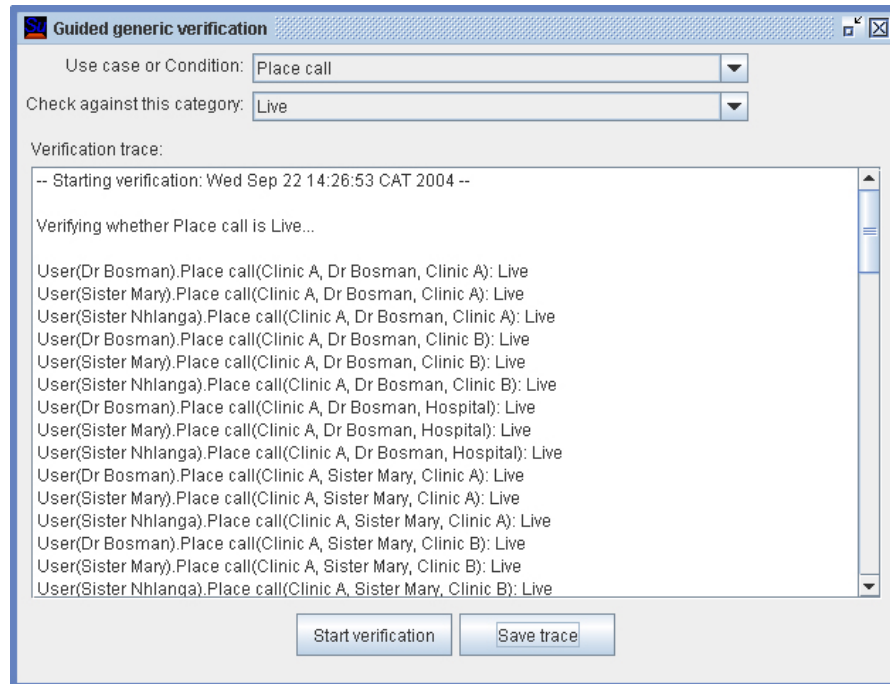 Guided generic verification
Use case or Condition: Place call
Check against this category: Live
Verification trace:
-- Starting verification: Wed Sep 22 14:26:53 CAT 2004 --
Verifying whether Place call is Live...
User(Dr Bosman).Place call(Clinic A, Dr Bosman, Clinic A): Live
User(Sister Mary).Place call(Clinic A, Dr Bosman, Clinic A): Live
User(Sister Nhlanga).Place call(Clinic A, Dr Bosman, Clinic A): Live
User(Dr Bosman).Place call(Clinic A, Dr Bosman, Clinic B): Live
User(Sister Mary).Place call(Clinic A, Dr Bosman, Clinic B): Live
User(Sister Nhlanga).Place call(Clinic A, Dr Bosman, Clinic B): Live
User(Dr Bosman).Place call(Clinic A, Dr Bosman, Hospital): Live
User(Sister Mary).Place call(Clinic A, Dr Bosman, Hospital): Live
User(Sister Nhlanga).Place call(Clinic A, Dr Bosman, Hospital): Live
User(Dr Bosman).Place call(Clinic A, Sister Mary, Clinic A): Live
User(Sister Mary).Place call(Clinic A, Sister Mary, Clinic A): Live
User(Sister Nhlanga).Place call(Clinic A, Sister Mary, Clinic A): Live
User(Dr Bosman).Place call(Clinic A, Sister Mary, Clinic B): Live
User(Sister Mary).Place call(Clinic A, Sister Mary, Clinic B): Live
User(Sister Nhlanga).Place call(Clinic A, Sister Mary, Clinic B): Live
Start verification Save trace